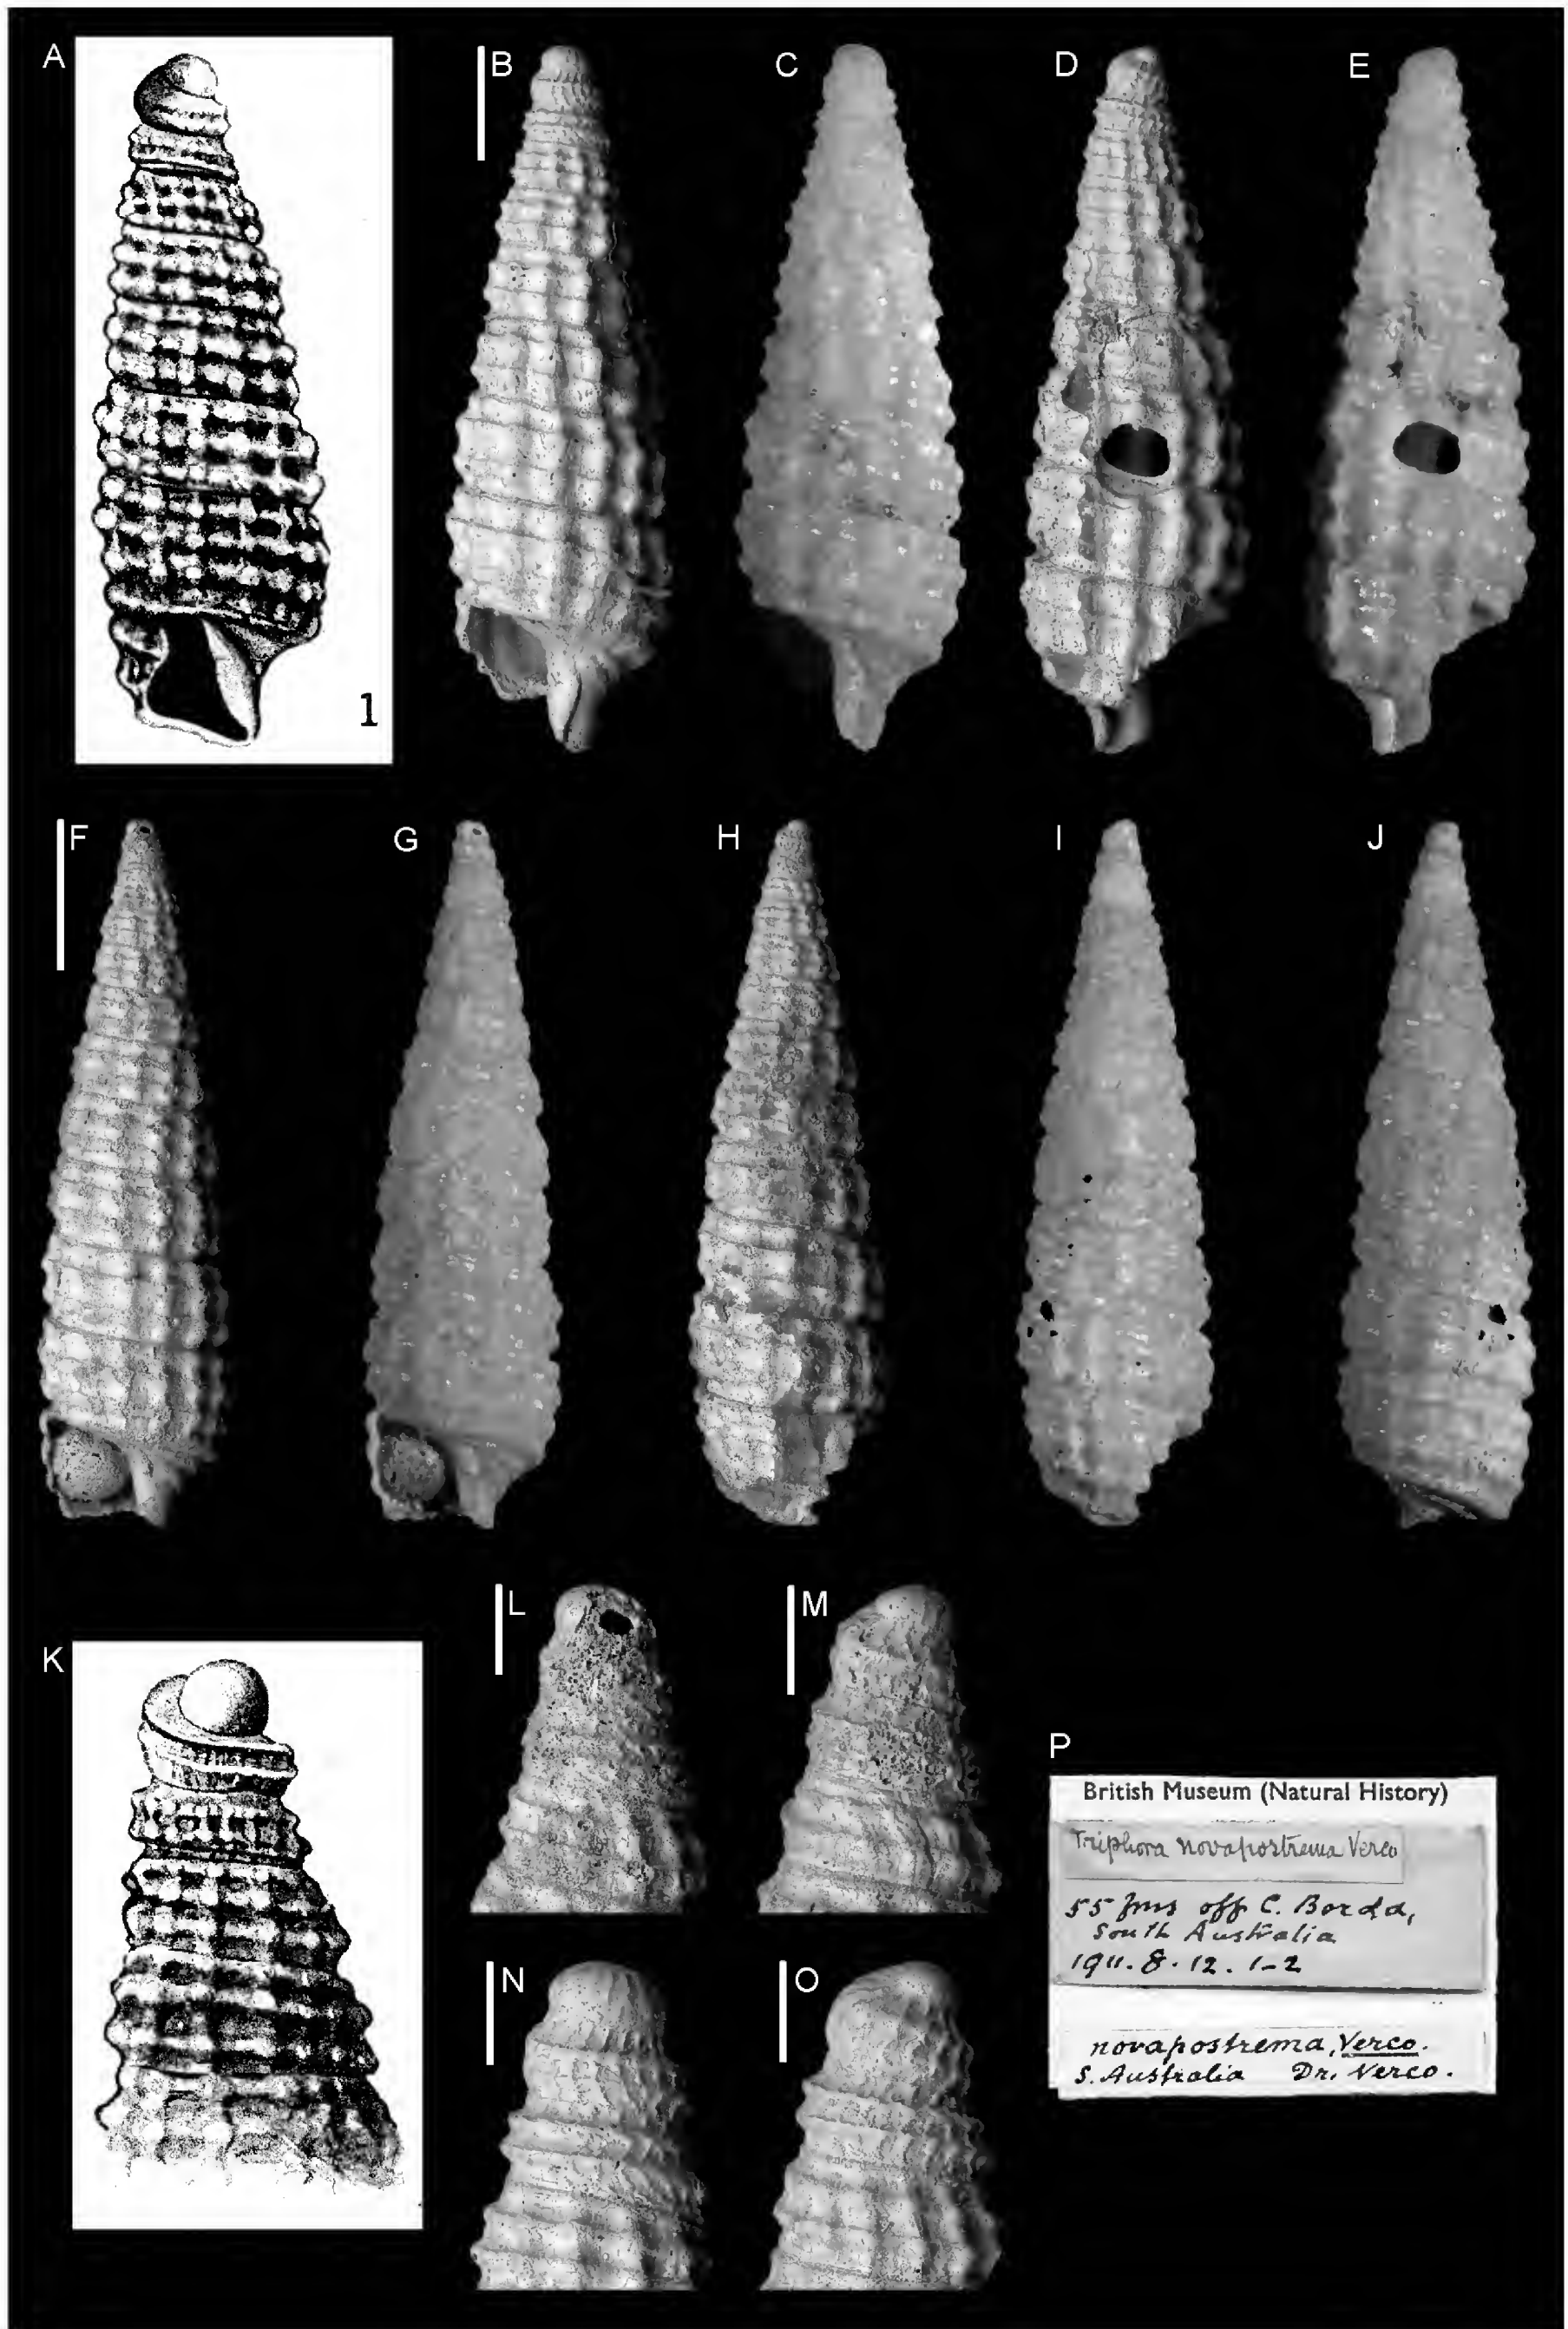 A
B
C
D
E
1
F
G
H
I
J
K
L
M
N
O
P
British Museum (Natural History)
Triphora novapostrema Verco
55 fms off C. Borda,
South Australia
1911. 8. 12. 1-2
novapostrema, Verco.
S. Australia Dr. Verco.